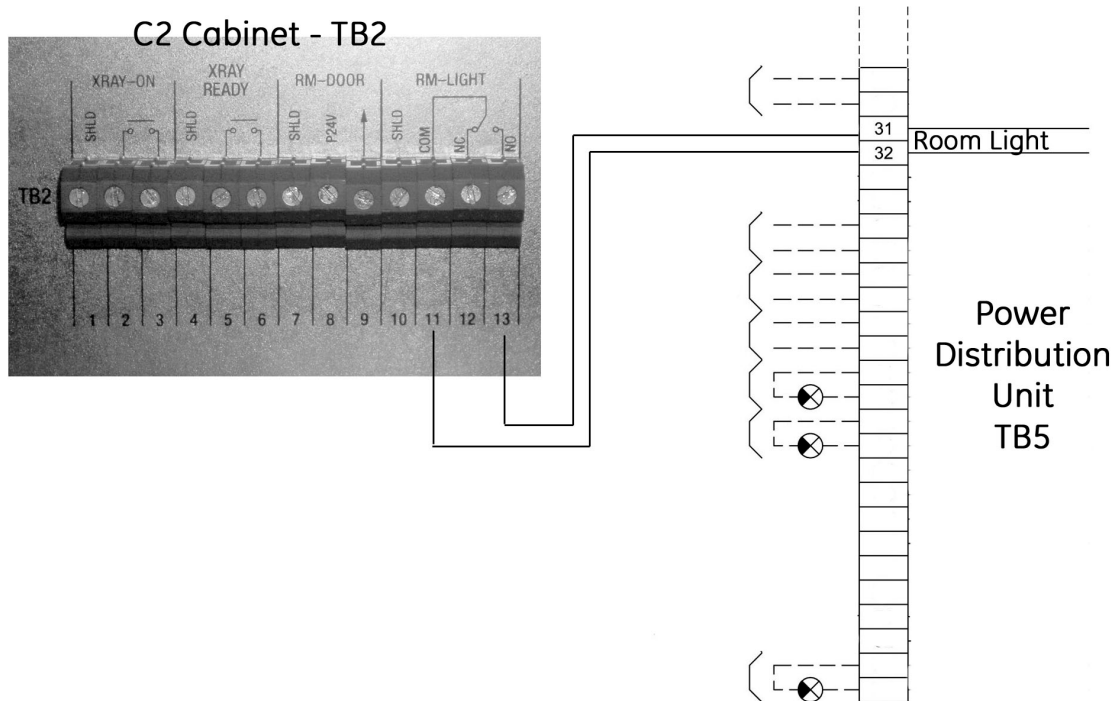 C2 Cabinet - TB2
XRAY-ON
XRAY
READY
RM-DOOR
RM-LIGHT
SHLD
SHLD
SHLD
P24V
SHLD
COM
NC
NO
TB2
1 2 3 4 5 6 7 8 9 10 11 12 13
31
32
Room Light
Power
Distribution
Unit
TB5